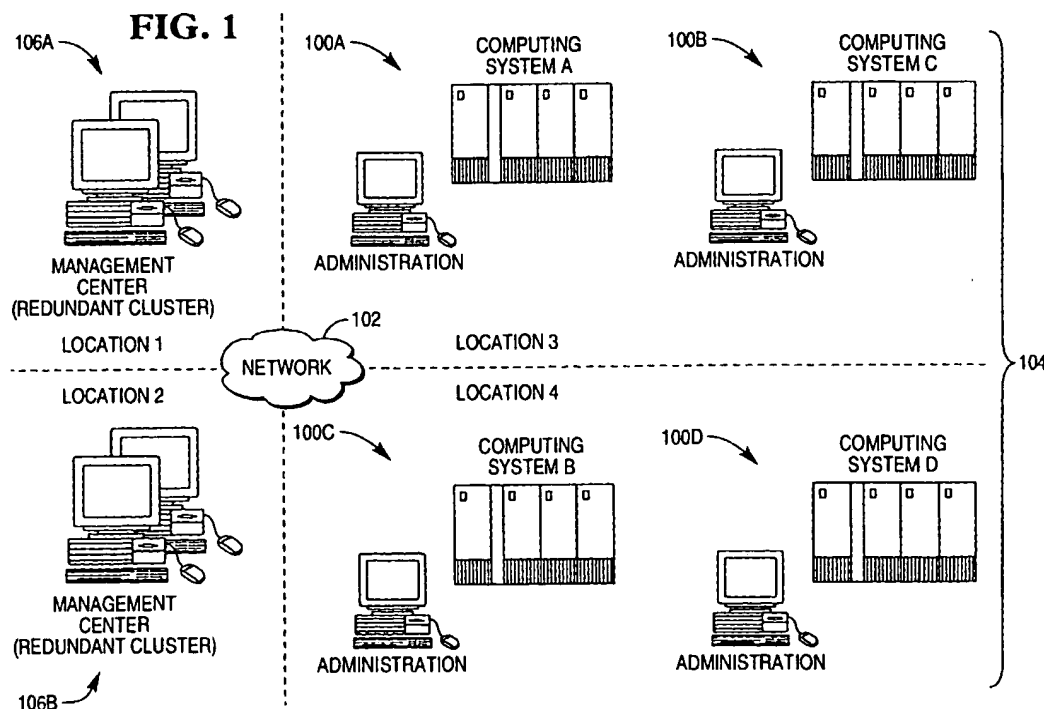 FIG. 1
106A
100A
COMPUTING
SYSTEM A
100B
COMPUTING
SYSTEM C
MANAGEMENT
CENTER
(REDUNDANT CLUSTER)
ADMINISTRATION
ADMINISTRATION
LOCATION 1
102
NETWORK
LOCATION 3
104
LOCATION 2
LOCATION 4
100C
COMPUTING
SYSTEM B
100D
COMPUTING
SYSTEM D
MANAGEMENT
CENTER
(REDUNDANT CLUSTER)
ADMINISTRATION
ADMINISTRATION
106B